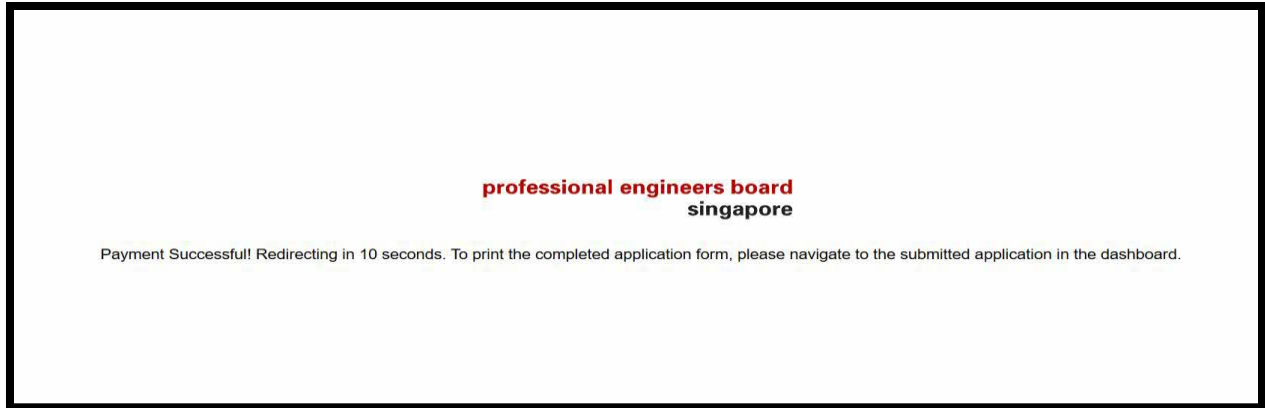 professional engineers board
singapore
Payment Successful! Redirecting in 10 seconds. To print the completed application form, please navigate to the submitted application in the dashboard.